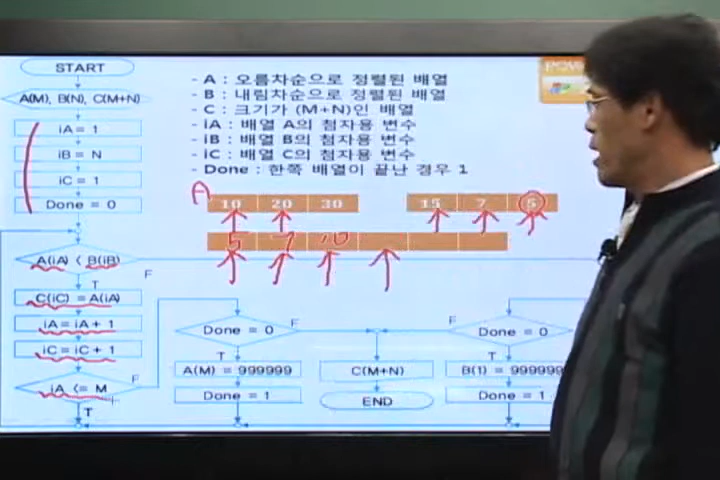 START
A(M), B(N), C(M+N)
iA = 1
iB = N
iC = 1
Done = 0
- A : 오름차순으로 정렬된 배열
- B : 내림차순으로 정렬된 배열
- C : 크기가 (M+N)인 배열
- iA : 배열 A의 첨자용 변수
- iB : 배열 B의 첨자용 변수
- iC : 배열 C의 첨자용 변수
- Done : 한쪽 배열이 끝난 경우 1
A
10 20 30
15 7 5
5 7 10
A(iA) < B(iB)
F
T
C(iC) = A(iA)
iA = iA + 1
iC = iC + 1
iA <= M
F
T
Done = 0
F
T
A(M) = 999999
Done = 1
C(M+N)
END
F
Done = 0
T
B(1) = 999999
Done = 1